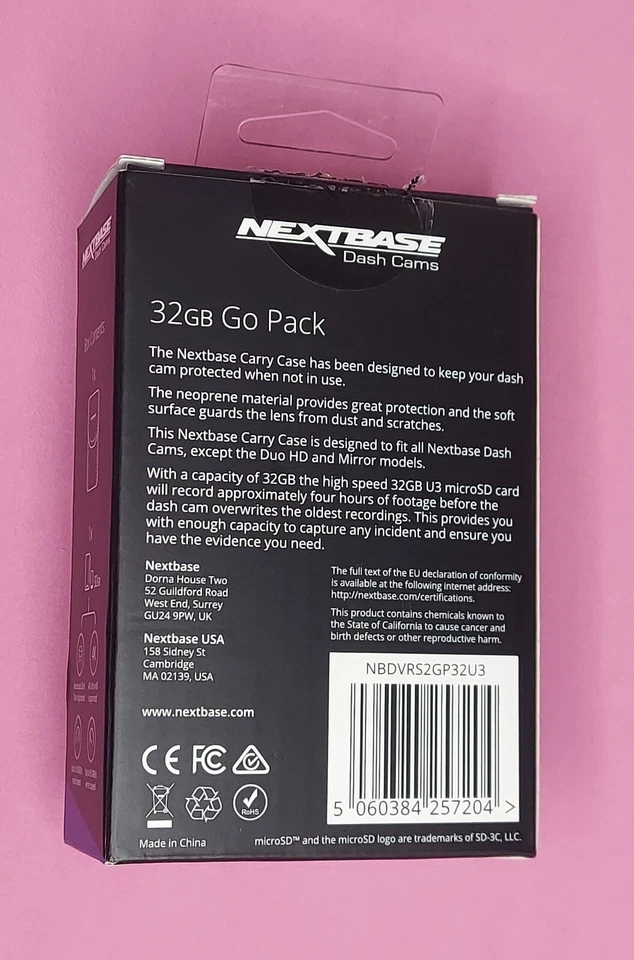 NEXTBASE
Dash Cams
32GB Go Pack
The Nextbase Carry Case has been designed to keep your dash
cam protected when not in use.
The neoprene material provides great protection and the soft
surface guards the lens from dust and scratches.
This Nextbase Carry Case is designed to fit all Nextbase Dash
Cams, except the Duo HD and Mirror models.
With a capacity of 32GB the high speed 32GB U3 microSD card
will record approximately four hours of footage before the
dash cam overwrites the oldest recordings. This provides you
with enough capacity to capture any incident and ensure you
have the evidence you need.
Nextbase
Dorna House Two
52 Guildford Road
West End, Surrey
GU24 9PW, UK
Nextbase USA
158 Sidney St
Cambridge
MA 02139, USA
www.nextbase.com
The full text of the EU declaration of conformity
is available at the following internet address:
http://nextbase.com/certifications.
This product contains chemicals known to
the State of California to cause cancer and
birth defects or other reproductive harm.
NBDVRS2GP32U3
5 060384 257204 >
CE FC
RoHS
Made in China
microSD™ and the microSD logo are trademarks of SD-3C, LLC.
NEXTBASE
Dash Cams
Box Contents:
1x
1x